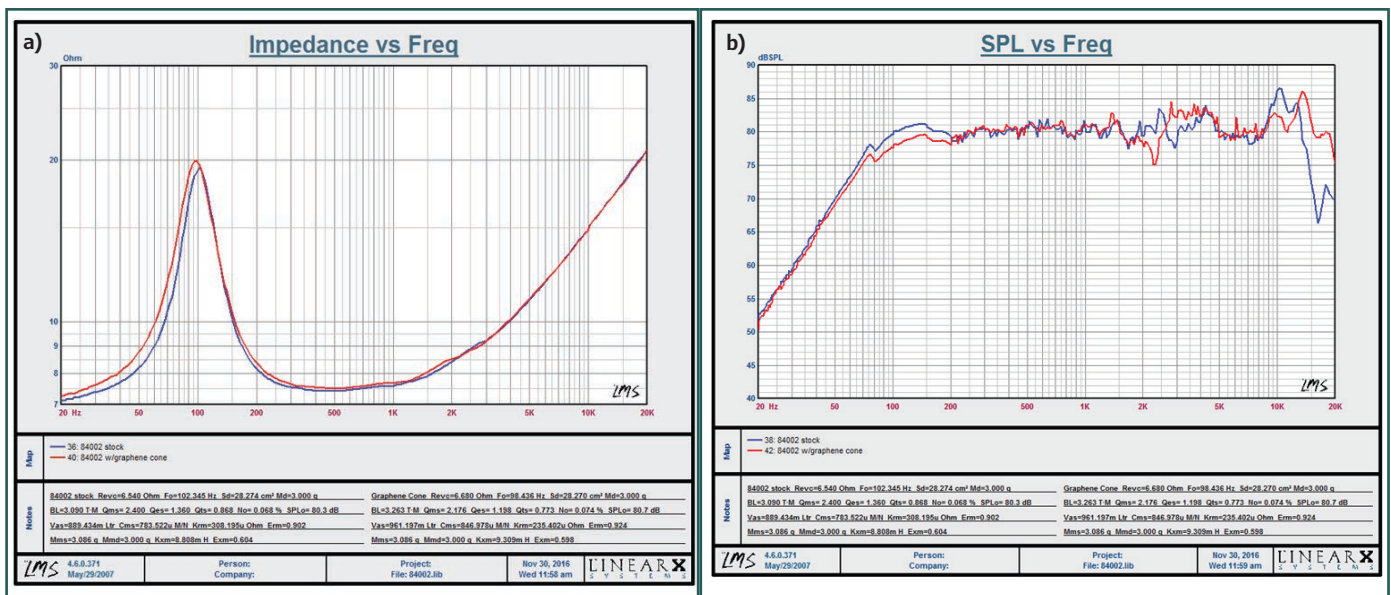 a)
Impedance vs Freq
Ohm
30
20
10
9
8
7
20 Hz 50 100 200 500 1K 2K 5K 10K 20K
LMS
Map
36: 84002 stock
40: 84002 w/graphene cone
Notes
84002 stock Revc=6.540 Ohm Fo=102.345 Hz Sd=28.274 cm² Md=3.000 g
BL=3.090 T·M Qms= 2.400 Qes= 1.360 Qts= 0.868 No= 0.068 % SPLo= 80.3 dB
Vas=889.434m Ltr Cms=783.522u M/N Krm=308.195u Ohm Erm=0.902
Mms=3.086 g Mmd=3.000 g Kxm=8.808m H Exm=0.604
Graphene Cone Revc=6.680 Ohm Fo=98.436 Hz Sd=28.270 cm² Md=3.000 g
BL=3.263 T·M Qms= 2.176 Qes= 1.198 Qts= 0.773 No= 0.074 % SPLo= 80.7 dB
Vas=961.197m Ltr Cms=846.978u M/N Krm=235.402u Ohm Erm=0.924
Mms=3.086 g Mmd=3.000 g Kxm=9.309m H Exm=0.598
LMS
4.6.0.371
May/29/2007
Person:
Company:
Project:
File: 84002.lib
Nov 30, 2016
Wed 11:58 am
LINEARX
SYSTEMS
b)
SPL vs Freq
dBSPL
90
85
80
75
70
65
60
55
50
45
40
20 Hz 50 100 200 500 1K 2K 5K 10K 20K
LMS
Map
38: 84002 stock
42: 84002 w/graphene cone
Notes
84002 stock Revc=6.540 Ohm Fo=102.345 Hz Sd=28.274 cm² Md=3.000 g
BL=3.090 T·M Qms= 2.400 Qes= 1.360 Qts= 0.868 No= 0.068 % SPLo= 80.3 dB
Vas=889.434m Ltr Cms=783.522u M/N Krm=308.195u Ohm Erm=0.902
Mms=3.086 g Mmd=3.000 g Kxm=8.808m H Exm=0.604
Graphene Cone Revc=6.680 Ohm Fo=98.436 Hz Sd=28.270 cm² Md=3.000 g
BL=3.263 T·M Qms= 2.176 Qes= 1.198 Qts= 0.773 No= 0.074 % SPLo= 80.7 dB
Vas=961.197m Ltr Cms=846.978u M/N Krm=235.402u Ohm Erm=0.924
Mms=3.086 g Mmd=3.000 g Kxm=9.309m H Exm=0.598
LMS
4.6.0.371
May/29/2007
Person:
Company:
Project:
File: 84002.lib
Nov 30, 2016
Wed 11:59 am
LINEARX
SYSTEMS